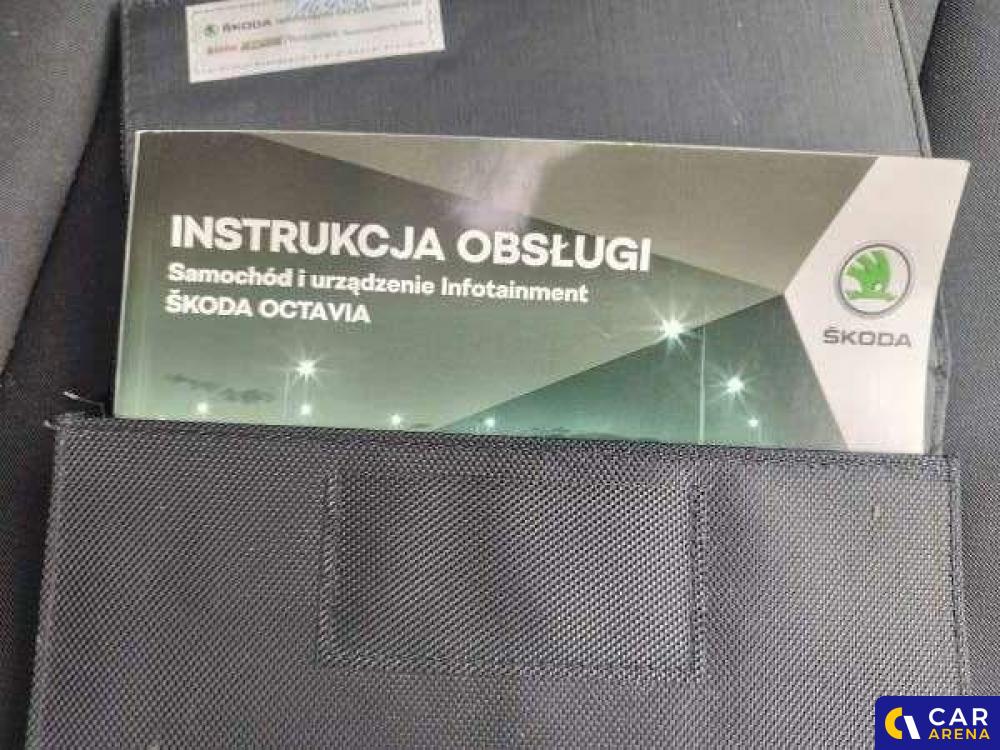 ŠKODA
INSTRUKCJA OBSŁUGI
Samochód i urządzenie Infotainment
ŠKODA OCTAVIA
ŠKODA
CAR
ARENA